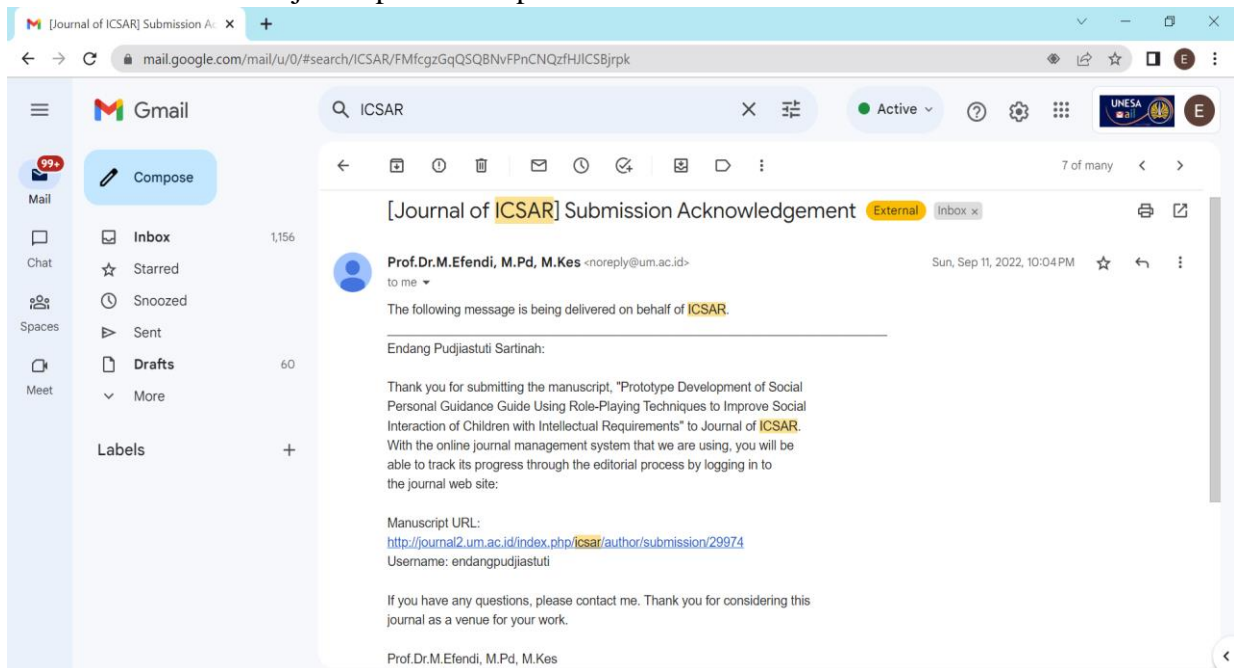 [Journal of ICSAR] Submission Ac
mail.google.com/mail/u/0/#search/ICSAR/FMfcgzGqQSQBNvFPnCNQzfHJlCSBjrpk
E
Gmail
ICSAR
Active
UNESA
mail
E
99+
Mail
Compose
7 of many
[Journal of ICSAR] Submission Acknowledgement External Inbox x
Inbox 1,156
Chat
Starred
Prof.Dr.M.Efendi, M.Pd, M.Kes <noreply@um.ac.id> Sun, Sep 11, 2022, 10:04 PM
to me
Snoozed
The following message is being delivered on behalf of ICSAR.
Spaces
Sent
Endang Pudjiastuti Sartinah:
Drafts 60
Meet
More
Thank you for submitting the manuscript, "Prototype Development of Social
Personal Guidance Guide Using Role-Playing Techniques to Improve Social
Interaction of Children with Intellectual Requirements" to Journal of ICSAR.
With the online journal management system that we are using, you will be
able to track its progress through the editorial process by logging in to
the journal web site:
Labels
Manuscript URL:
http://journal2.um.ac.id/index.php/icsar/author/submission/29974
Username: endangpudjiastuti
If you have any questions, please contact me. Thank you for considering this
journal as a venue for your work.
Prof.Dr.M.Efendi, M.Pd, M.Kes